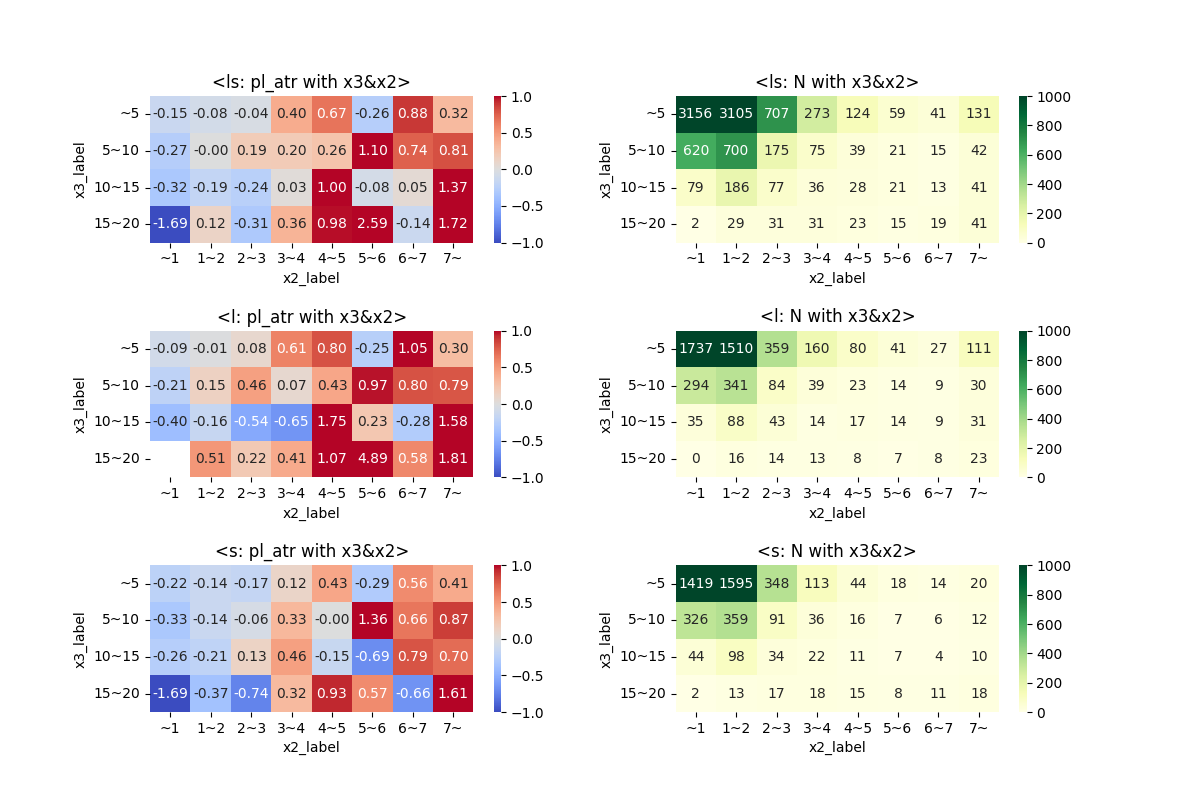 <ls: pl_atr with x3&x2>
x3_label
~5 -0.15 -0.08 -0.04 0.40 0.67 -0.26 0.88 0.32
5~10 -0.27 -0.00 0.19 0.20 0.26 1.10 0.74 0.81
10~15 -0.32 -0.19 -0.24 0.03 1.00 -0.08 0.05 1.37
15~20 -1.69 0.12 -0.31 0.36 0.98 2.59 -0.14 1.72
~1 1~2 2~3 3~4 4~5 5~6 6~7 7~
x2_label
1.0
0.5
0.0
−0.5
−1.0
<ls: N with x3&x2>
x3_label
~5 3156 3105 707 273 124 59 41 131
5~10 620 700 175 75 39 21 15 42
10~15 79 186 77 36 28 21 13 41
15~20 2 29 31 31 23 15 19 41
~1 1~2 2~3 3~4 4~5 5~6 6~7 7~
x2_label
1000
800
600
400
200
0
<l: pl_atr with x3&x2>
x3_label
~5 -0.09 -0.01 0.08 0.61 0.80 -0.25 1.05 0.30
5~10 -0.21 0.15 0.46 0.07 0.43 0.97 0.80 0.79
10~15 -0.40 -0.16 -0.54 -0.65 1.75 0.23 -0.28 1.58
15~20 0.51 0.22 0.41 1.07 4.89 0.58 1.81
~1 1~2 2~3 3~4 4~5 5~6 6~7 7~
x2_label
1.0
0.5
0.0
−0.5
−1.0
<l: N with x3&x2>
x3_label
~5 1737 1510 359 160 80 41 27 111
5~10 294 341 84 39 23 14 9 30
10~15 35 88 43 14 17 14 9 31
15~20 0 16 14 13 8 7 8 23
~1 1~2 2~3 3~4 4~5 5~6 6~7 7~
x2_label
1000
800
600
400
200
0
<s: pl_atr with x3&x2>
x3_label
~5 -0.22 -0.14 -0.17 0.12 0.43 -0.29 0.56 0.41
5~10 -0.33 -0.14 -0.06 0.33 -0.00 1.36 0.66 0.87
10~15 -0.26 -0.21 0.13 0.46 -0.15 -0.69 0.79 0.70
15~20 -1.69 -0.37 -0.74 0.32 0.93 0.57 -0.66 1.61
~1 1~2 2~3 3~4 4~5 5~6 6~7 7~
x2_label
1.0
0.5
0.0
−0.5
−1.0
<s: N with x3&x2>
x3_label
~5 1419 1595 348 113 44 18 14 20
5~10 326 359 91 36 16 7 6 12
10~15 44 98 34 22 11 7 4 10
15~20 2 13 17 18 15 8 11 18
~1 1~2 2~3 3~4 4~5 5~6 6~7 7~
x2_label
1000
800
600
400
200
0